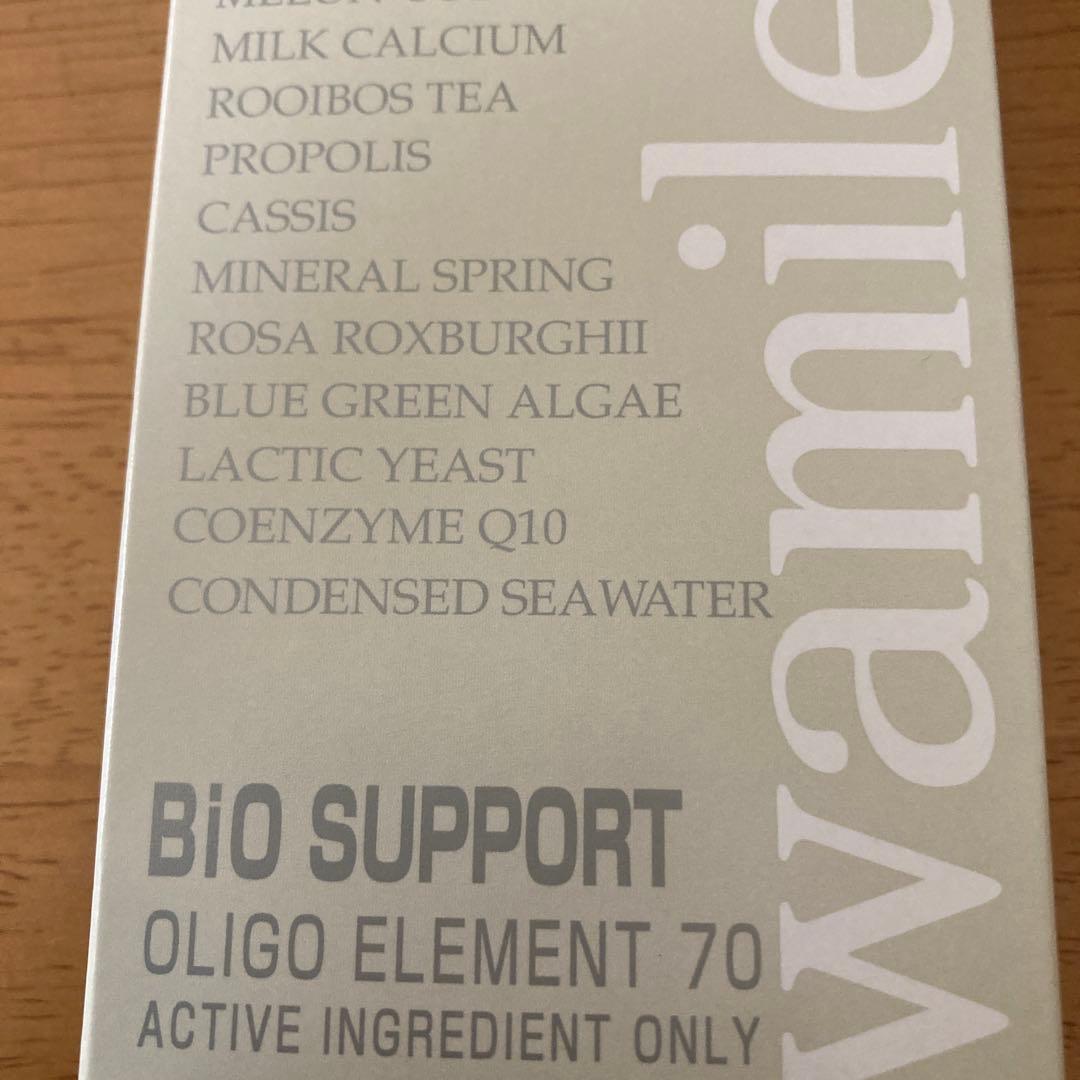 MILK CALCIUM
ROOIBOS TEA
PROPOLIS
CASSIS
MINERAL SPRING
ROSA ROXBURGHII
BLUE GREEN ALGAE
LACTIC YEAST
COENZYME Q10
CONDENSED SEAWATER
BiO SUPPORT
OLIGO ELEMENT 70
ACTIVE INGREDIENT ONLY
wamile